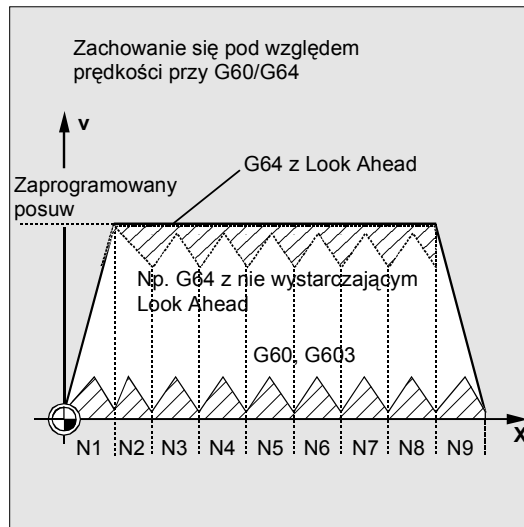 Zachowanie się pod względem
prędkości przy G60/G64
v
G64 z Look Ahead
Zaprogramowany
posuw
Np. G64 z nie wystarczającym
Look Ahead
G60, G603
X
N1 N2 N3 N4 N5 N6 N7 N8 N9